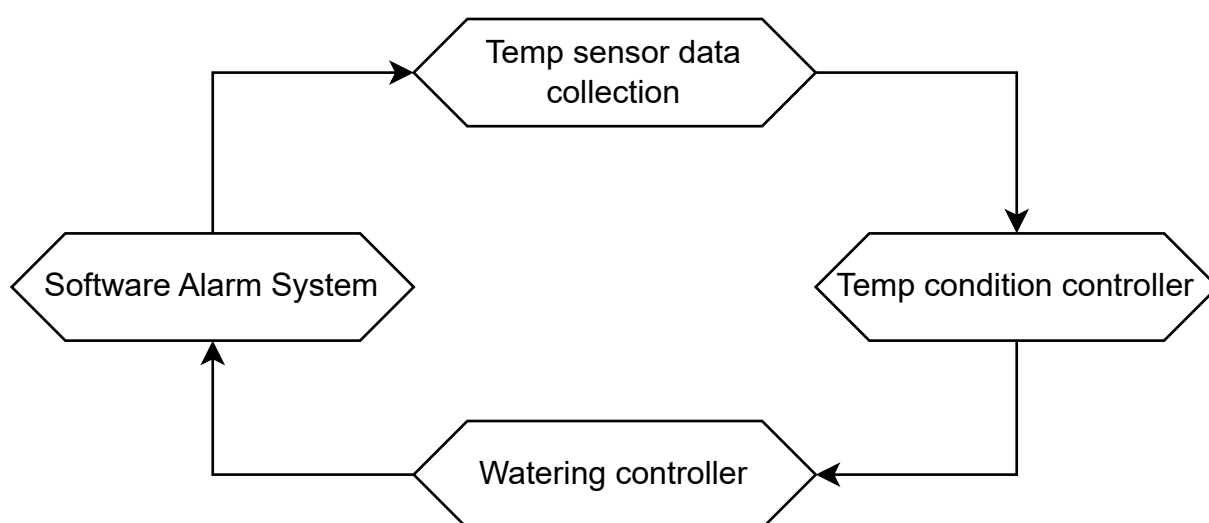 Temp sensor data
collection
Software Alarm System
Temp condition controller
Watering controller